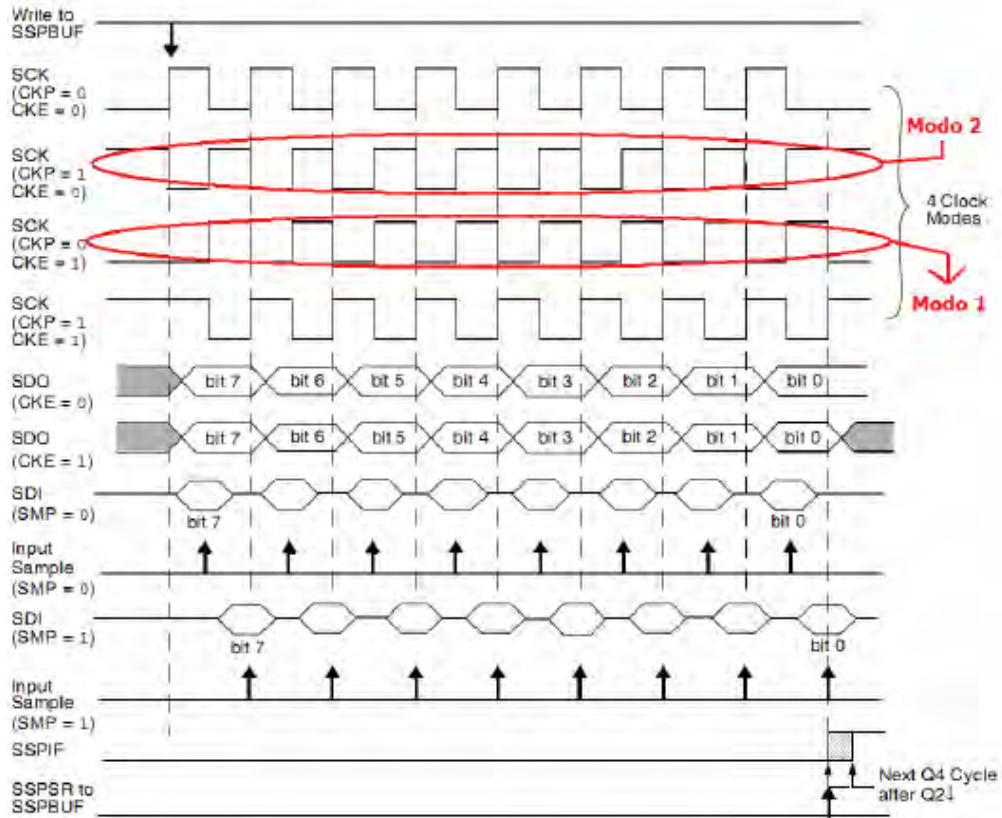 Write to
SSPBUF
SCK
(CKP = 0
CKE = 0)
Modo 2
SCK
(CKP = 1
CKE = 0)
4 Clock
Modes
SCK
(CKP = 0
CKE = 1)
Modo 1
SCK
(CKP = 1
CKE = 1)
SDO
(CKE = 0)
bit 7 bit 6 bit 5 bit 4 bit 3 bit 2 bit 1 bit 0
SDO
(CKE = 1)
bit 7 bit 6 bit 5 bit 4 bit 3 bit 2 bit 1 bit 0
SDI
(SMP = 0)
bit 7 bit 0
Input
Sample
(SMP = 0)
SDI
(SMP = 1)
bit 7 bit 0
Input
Sample
(SMP = 1)
SSPIF
Next Q4 Cycle
after Q2↓
SSPSR to
SSPBUF